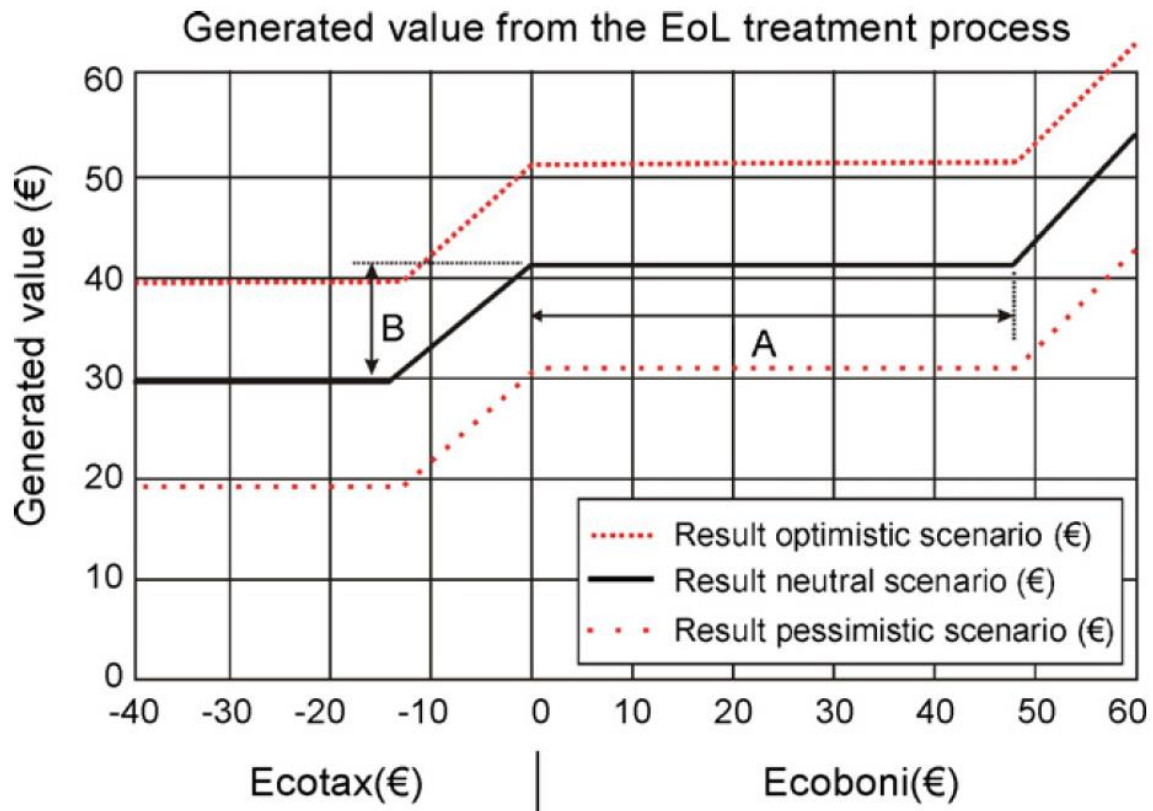 Generated value from the EoL treatment process
Generated value (€)
60
50
40
30
20
10
0
B
A
Result optimistic scenario (€)
Result neutral scenario (€)
Result pessimistic scenario (€)
-40 -30 -20 -10 0 10 20 30 40 50 60
Ecotax(€) Ecoboni(€)